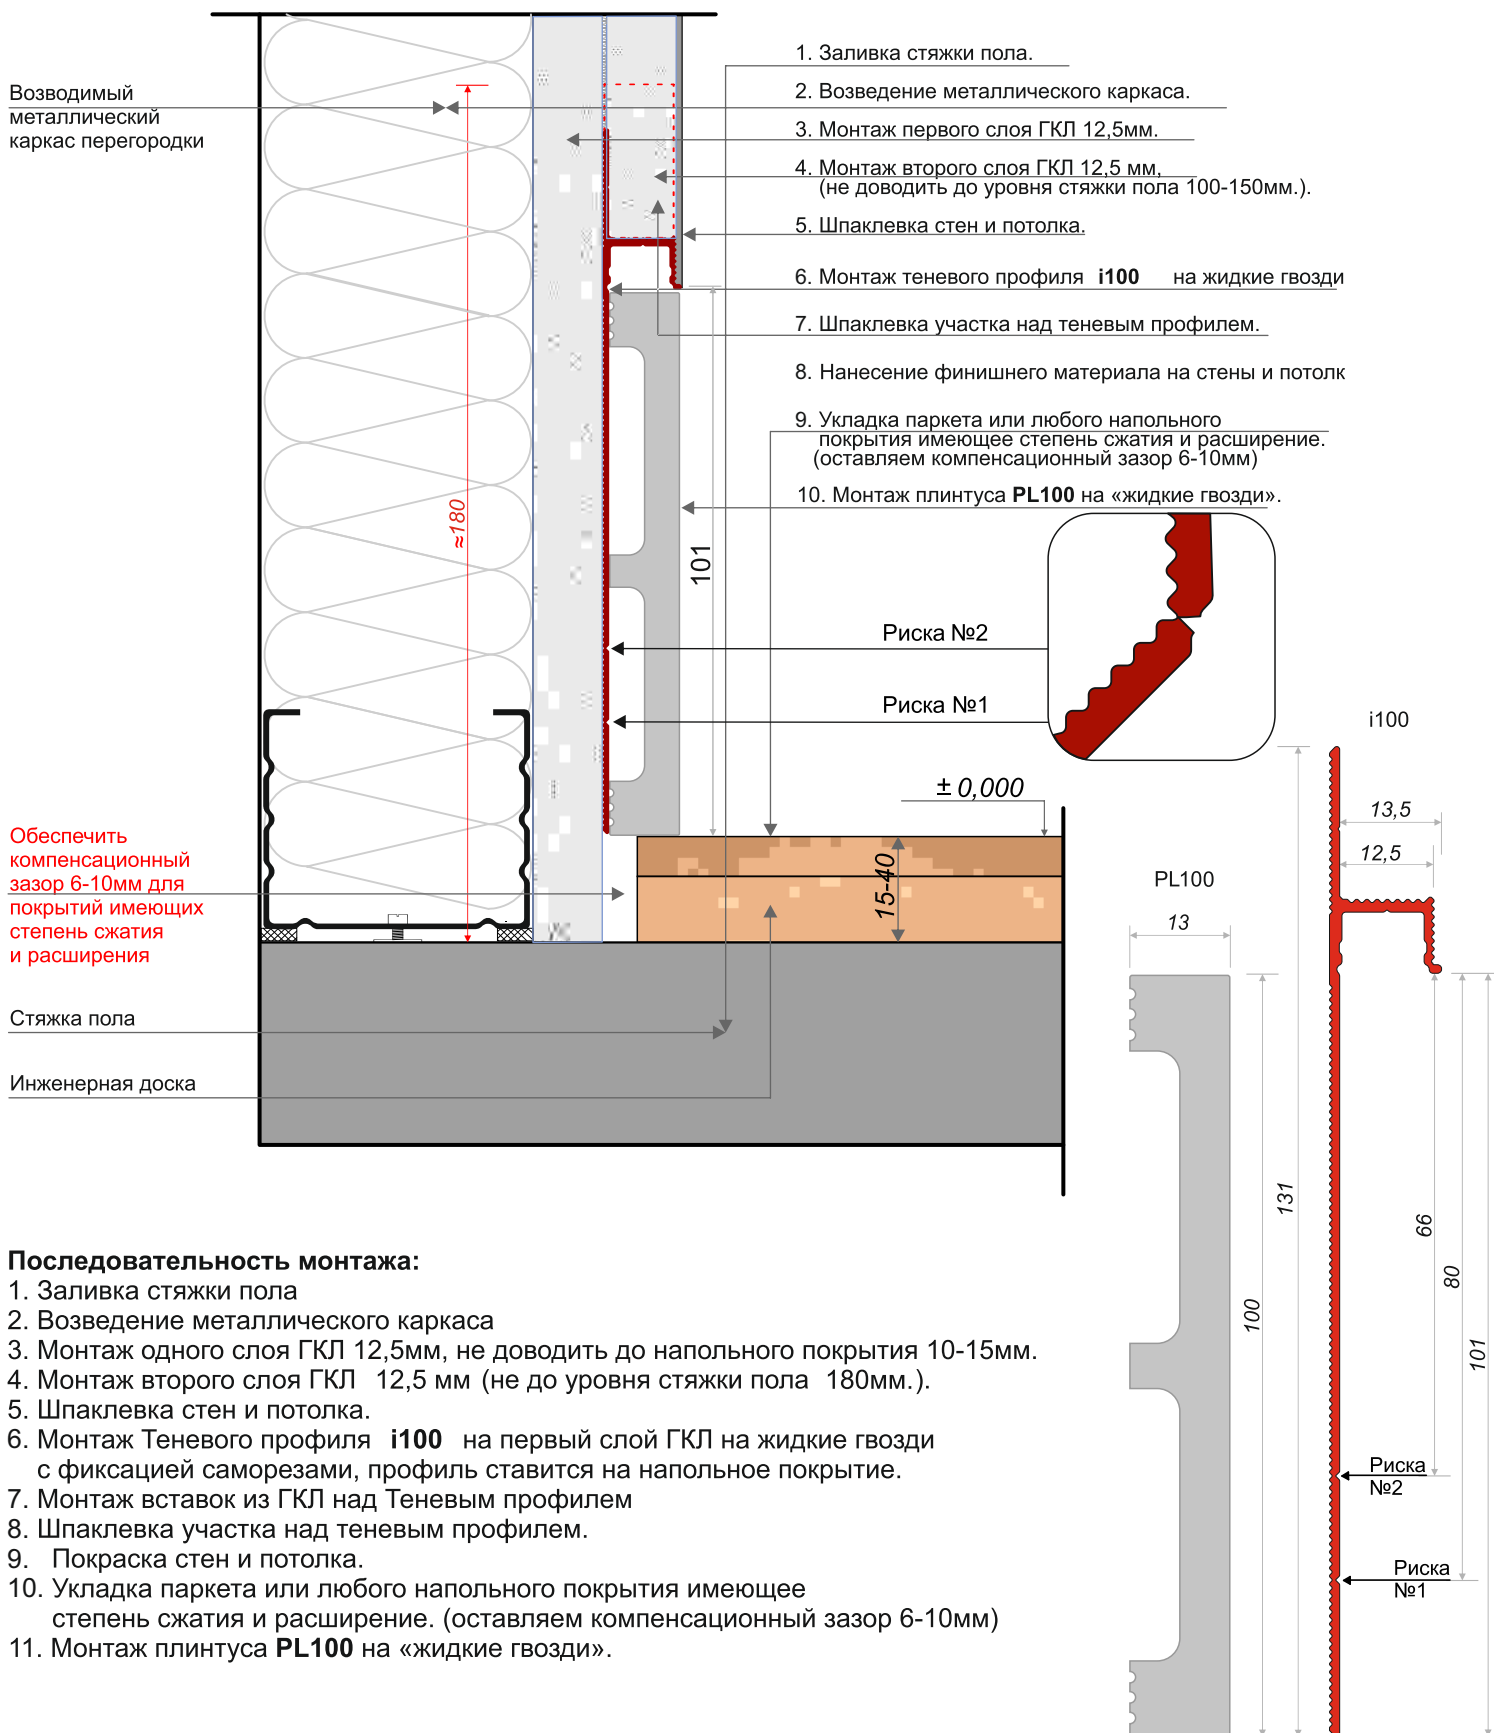 Возводимый
металлический
каркас перегородки
1. Заливка стяжки пола.
2. Возведение металлического каркаса.
3. Монтаж первого слоя ГКЛ 12,5мм.
4. Монтаж второго слоя ГКЛ 12,5 мм,
(не доводить до уровня стяжки пола 100-150мм.).
5. Шпаклевка стен и потолка.
6. Монтаж теневого профиля i100 на жидкие гвозди
7. Шпаклевка участка над теневым профилем.
8. Нанесение финишнего материала на стены и потолк
9. Укладка паркета или любого напольного
покрытия имеющее степень сжатия и расширение.
(оставляем компенсационный зазор 6-10мм)
10. Монтаж плинтуса PL100 на «жидкие гвозди».
≈180
101
Риска №2
Риска №1
± 0,000
15-40
Обеспечить
компенсационный
зазор 6-10мм для
покрытий имеющих
степень сжатия
и расширения
Стяжка пола
Инженерная доска
i100
13,5
12,5
PL100
13
131
100
66
80
101
Риска
№2
Риска
№1
Последовательность монтажа:
1. Заливка стяжки пола
2. Возведение металлического каркаса
3. Монтаж одного слоя ГКЛ 12,5мм, не доводить до напольного покрытия 10-15мм.
4. Монтаж второго слоя ГКЛ 12,5 мм (не до уровня стяжки пола 180мм.).
5. Шпаклевка стен и потолка.
6. Монтаж Теневого профиля i100 на первый слой ГКЛ на жидкие гвозди
с фиксацией саморезами, профиль ставится на напольное покрытие.
7. Монтаж вставок из ГКЛ над Теневым профилем
8. Шпаклевка участка над теневым профилем.
9. Покраска стен и потолка.
10. Укладка паркета или любого напольного покрытия имеющее
степень сжатия и расширение. (оставляем компенсационный зазор 6-10мм)
11. Монтаж плинтуса PL100 на «жидкие гвозди».